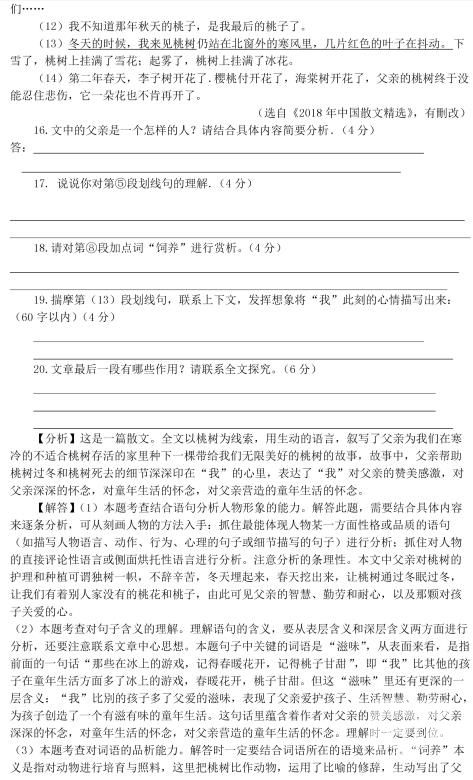 们……
（12）我不知道那年秋天的桃子，是我最后的桃子了。
（13）冬天的时候，我来见桃树仍站在北窗外的寒风里，几片红色的叶子在抖动。下
雪了，桃树上挂满了雪花；起雾了，桃树上挂满了冰花。
（14）第二年春天，李子树开花了.樱桃付开花了，海棠树开花了，父亲的桃树终于没
能忍住悲伤，它一朵花也不肯再开了。
（选自《2018 年中国散文精选》，有刪改）
16.文中的父亲是一个怎样的人？请结合具体内容简要分析.（4 分）
答：
17. 说说你对第⑤段划线句的理解.（4 分）
18.请对第⑧段加点词“饲养”进行赏析。（4 分）
19.揣摩第（13）段划线句，联系上下文，发挥想象将“我”此刻的心情描写出来：
（60 字以内）（4 分）
20.文章最后一段有哪些作用？请联系全文探究。（6 分）
【分析】这是一篇散文。全文以桃树为线索，用生动的语言，叙写了父亲为我们在寒
冷的不适合桃树存活的家里种下一棵带给我们无限美好的桃树的故事，故事中，父亲帮助
桃树过冬和桃树死去的细节深深印在“我”的心里，表达了“我”对父亲的赞美感激，对
父亲深深的怀念，对童年生活的怀念，对父亲营造的童年生活的怀念。
【解答】（1）本题考查结合语句分析人物形象的能力。解答此题，需要结合具体内容
来逐条分析，可从刻画人物的方法入手；抓住最能体现人物某一方面性格或品质的语句
（如描写人物语言、动作、行为、心理的句子或细节描写的句子）进行分析；抓住对人物
的直接评论性语言或侧面烘托性语言进行分析。注意分析的条理性。本文中父亲对桃树的
护理和种植可谓独树一帜，不辞辛苦，冬天埋起来，春天挖出来，让桃树通过冬眠过冬，
让我们有着别人家没有的桃花和桃子，由此可见父亲的智慧、勤劳和耐心，以及那颗对孩
子关爱的心。
（2）本题考查对句子含义的理解。理解语句的含义，要从表层含义和深层含义两方面进行
分析，还要注意联系文章中心思想。本题句子中关键的词语是“滋味”，从表面来看，是指
前面的一句话“那些在冰上的游戏，记得春暖花开，记得桃子甘甜”，即“我”比其他的孩
子在童年生活方面多了冰上的游戏，春暖花开，桃子甘甜。但这“滋味”里还有更深的一
层含义：“我”比别的孩子多了父爱的滋味，表现了父亲爱护孩子、生活智慧、勤劳耐心，
为孩子创造了一个有滋有味的童年生活。这句话里蕴含着作者对父亲的赞美感激，对父亲
深深的怀念，对童年生活的怀念，对父亲营造的童年生活的怀念。理解时一定要到位。
（3）本题考对词语的品析能力。解答时一定要结合词语所在的语境来品析。“饲养”本
义是指对动物进行培育与照料，这里把桃树比作动物，运用了比喻的修辞，生动写出了父